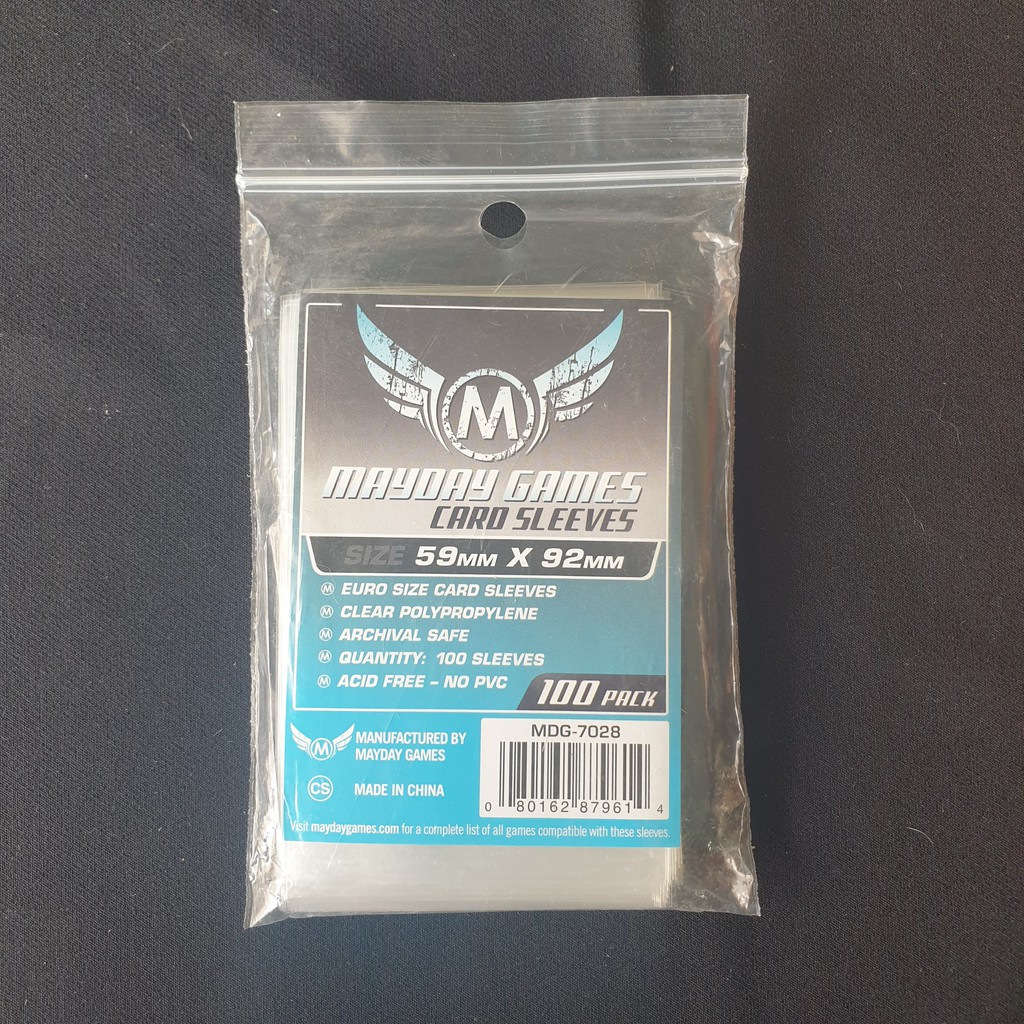 M
MAYDAY GAMES
CARD SLEEVES
SIZE 59MM X 92MM
M EURO SIZE CARD SLEEVES
M CLEAR POLYPROPYLENE
M ARCHIVAL SAFE
M QUANTITY: 100 SLEEVES
M ACID FREE – NO PVC
100 PACK
M
MANUFACTURED BY
MAYDAY GAMES
CS
MADE IN CHINA
MDG-7028
0 80162 87961 4
Visit maydaygames.com for a complete list of all games compatible with these sleeves.